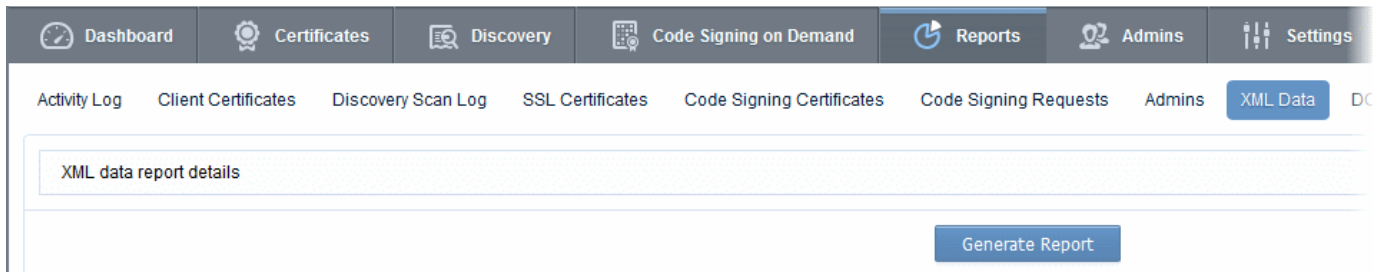 Dashboard Certificates Discovery Code Signing on Demand Reports Admins Settings
Activity Log Client Certificates Discovery Scan Log SSL Certificates Code Signing Certificates Code Signing Requests Admins XML Data
XML data report details
Generate Report